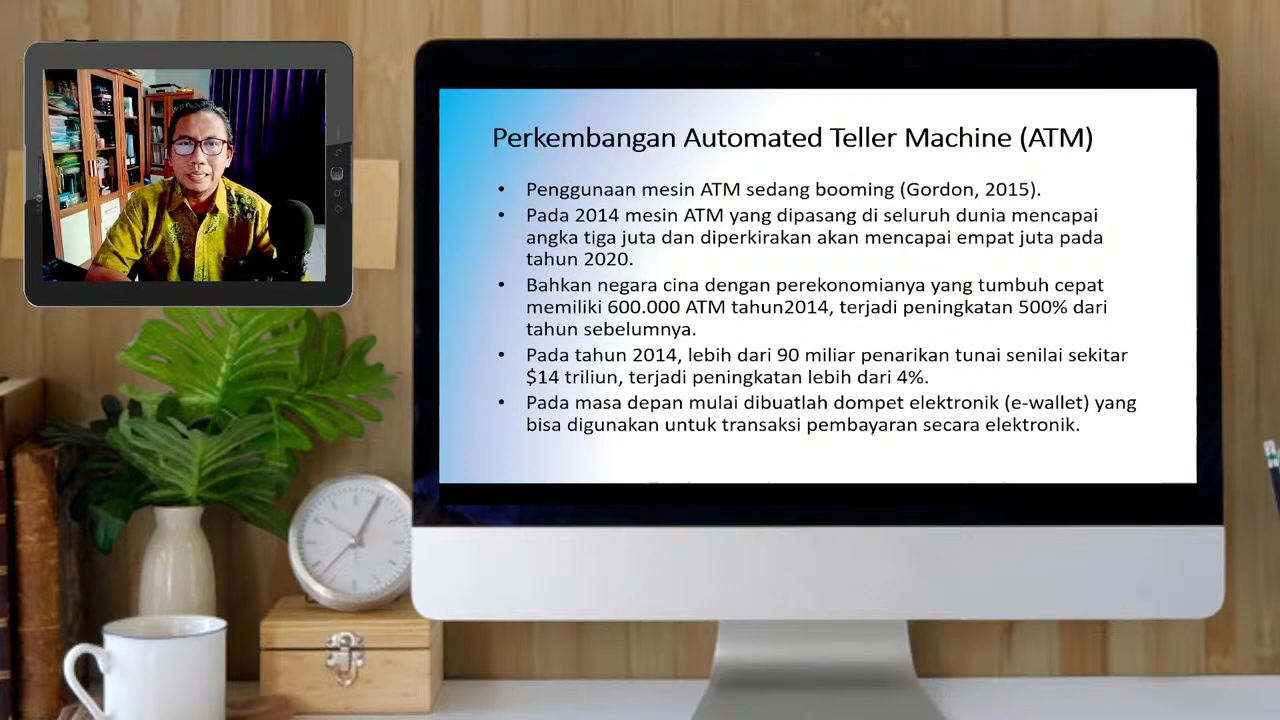 Perkembangan Automated Teller Machine (ATM)
• Penggunaan mesin ATM sedang booming (Gordon, 2015).
• Pada 2014 mesin ATM yang dipasang di seluruh dunia mencapai
angka tiga juta dan diperkirakan akan mencapai empat juta pada
tahun 2020.
• Bahkan negara cina dengan perekonomianya yang tumbuh cepat
memiliki 600.000 ATM tahun2014, terjadi peningkatan 500% dari
tahun sebelumnya.
• Pada tahun 2014, lebih dari 90 miliar penarikan tunai senilai sekitar
$14 triliun, terjadi peningkatan lebih dari 4%.
• Pada masa depan mulai dibuatlah dompet elektronik (e-wallet) yang
bisa digunakan untuk transaksi pembayaran secara elektronik.